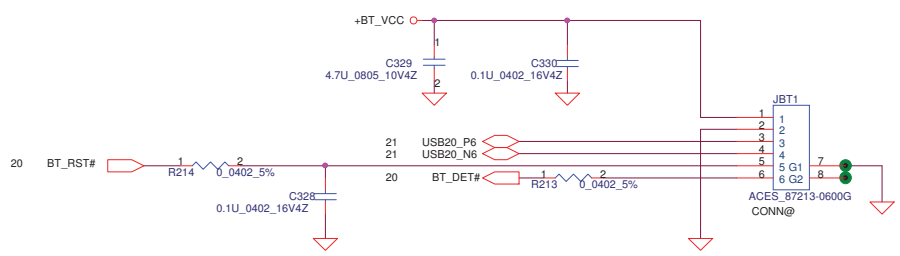 +BT_VCC
1
C329
4.7U_0805_10V4Z
2
C330
0.1U_0402_16V4Z
JBT1
1 1
2 2
21 USB20_P6 3 3
21 USB20_N6 4 4
20 BT_RST# 1 R214 2 0_0402_5% 5 5 G1 7
20 BT_DET# 1 R213 2 0_0402_5% 6 6 G2 8
C328
0.1U_0402_16V4Z
ACES_87213-0600G
CONN@